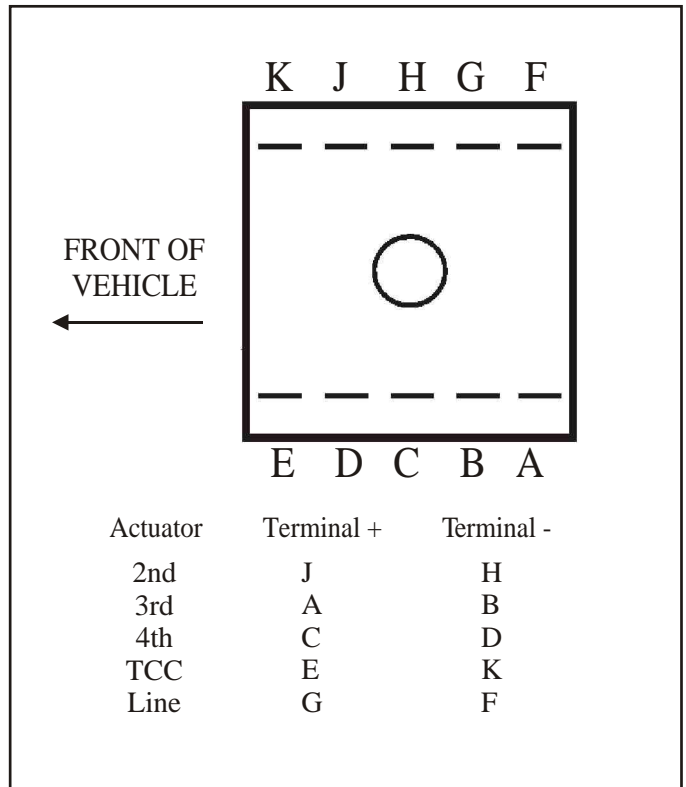 K J H G F
FRONT OF
VEHICLE
E D C B A
Actuator Terminal + Terminal -
2nd J H
3rd A B
4th C D
TCC E K
Line G F